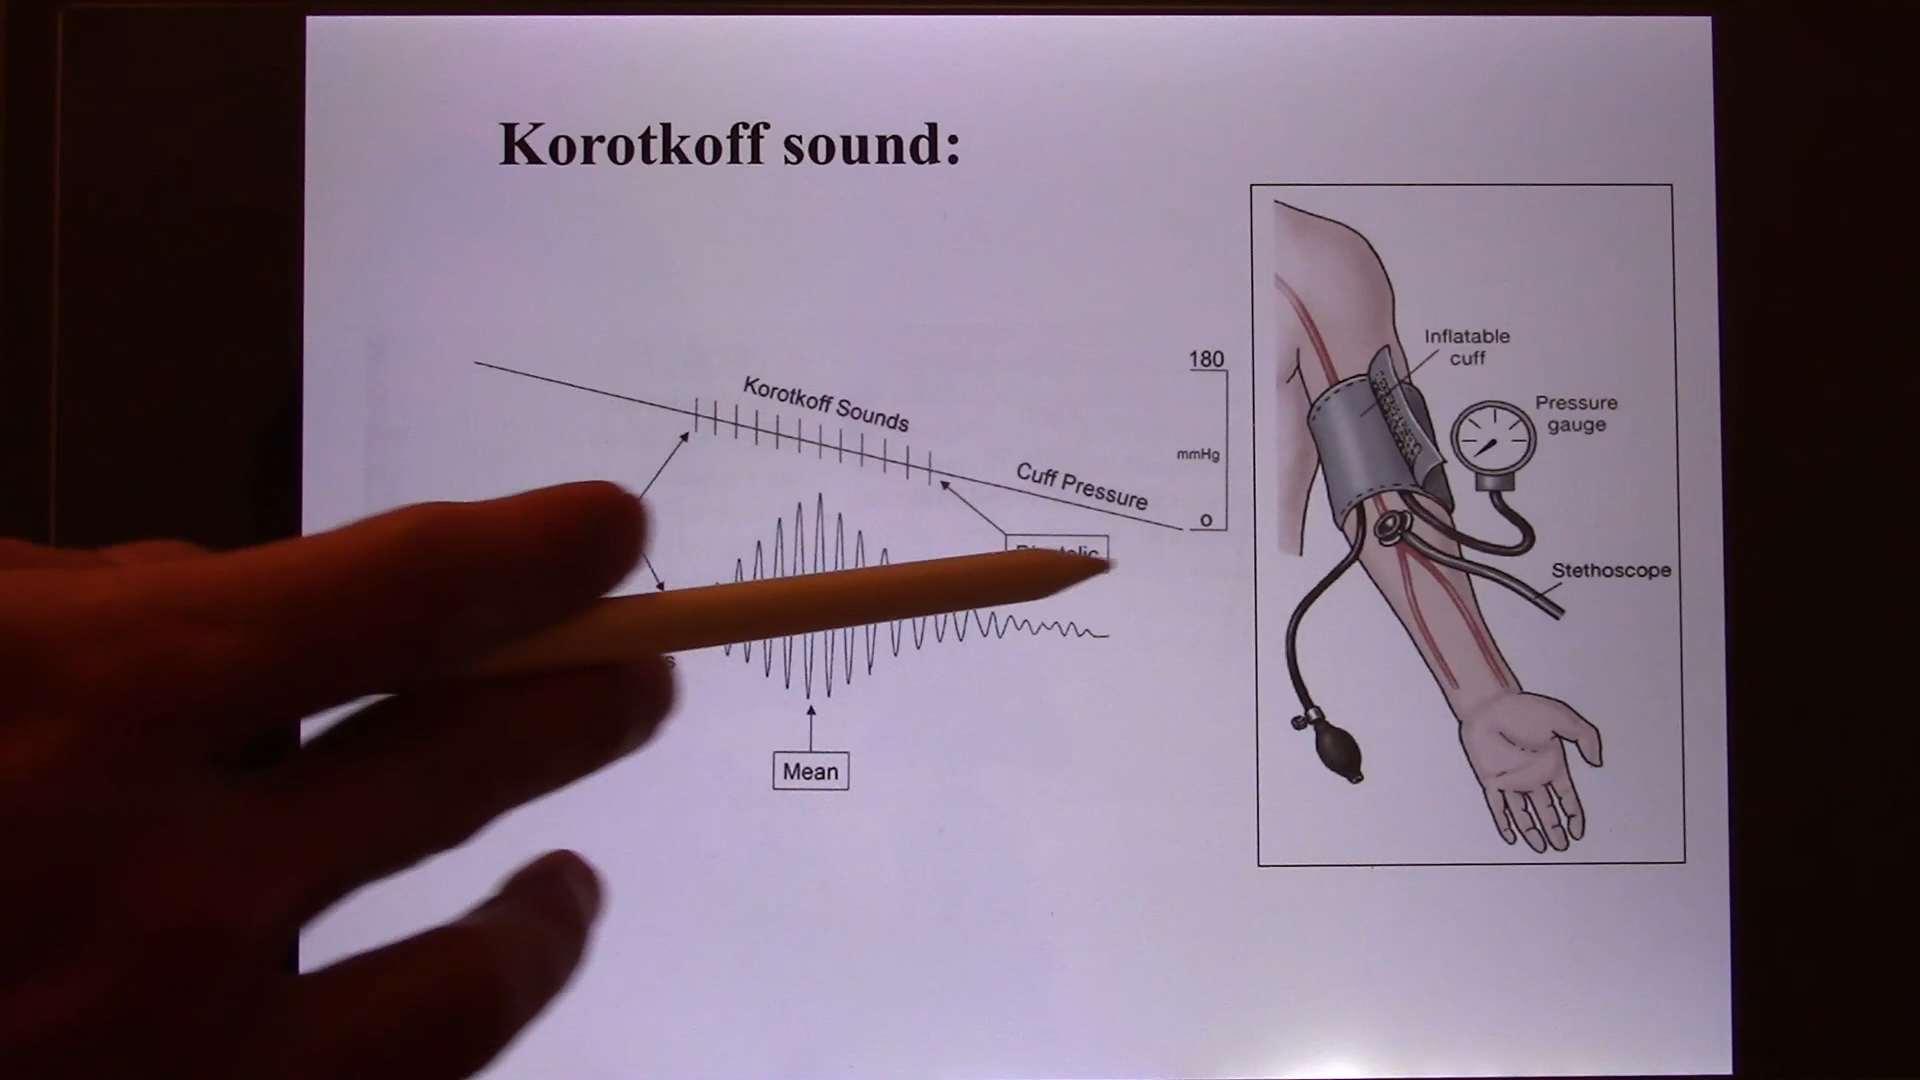 Korotkoff sound:
Korotkoff Sounds
Cuff Pressure
180
mmHg
0
Mean
Inflatable
cuff
Pressure
gauge
Stethoscope